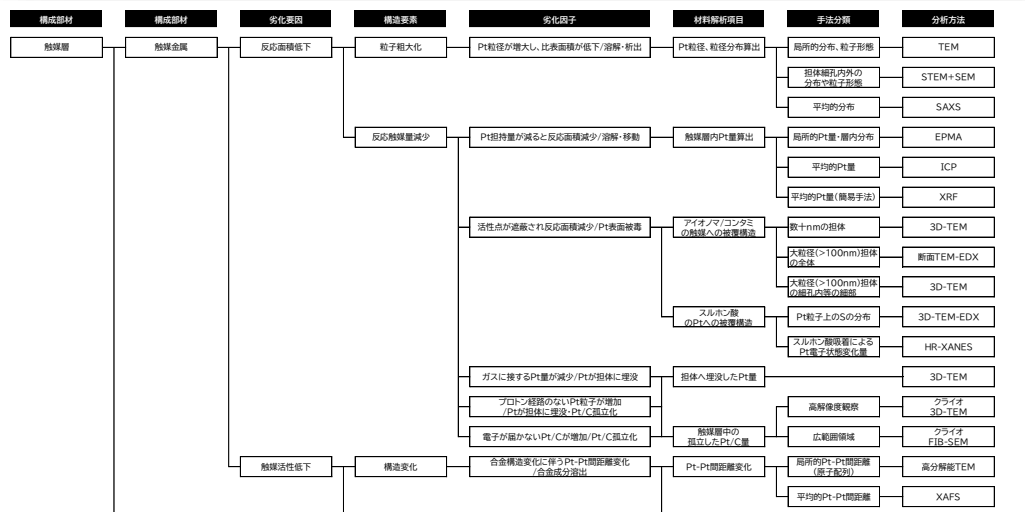 構成部材
構成部材
劣化要因
構造要素
劣化因子
材料解析項目
手法分類
分析方法
触媒層
触媒金属
反応面積低下
粒子粗大化
Pt粒径が増大し、比表面積が低下/溶解・析出
Pt粒径、粒径分布算出
局所的分布、粒子形態
TEM
担体細孔内外の
分布や粒子形態
STEM+SEM
平均的分布
SAXS
反応触媒量減少
Pt担持量が減ると反応面積減少/溶解・移動
触媒層内Pt量算出
局所的Pt量・層内分布
EPMA
平均的Pt量
ICP
平均的Pt量(簡易手法)
XRF
活性点が遮蔽され反応面積減少/Pt表面被毒
アイオノマ/コンタミ
の触媒への被覆構造
数十nmの担体
3D-TEM
大粒径(>100nm)担体
の全体
断面TEM-EDX
大粒径(>100nm)担体
の細孔内等の細部
3D-TEM
スルホン酸
のPtへの被覆構造
Pt粒子上のSの分布
3D-TEM-EDX
スルホン酸吸着による
Pt電子状態変化量
HR-XANES
ガスに接するPt量が減少/Ptが担体に埋没
担体へ埋没したPt量
3D-TEM
プロトン経路のないPt粒子が増加
/Ptが担体に埋没・Pt/C孤立化
高解像度観察
クライオ
3D-TEM
電子が届かないPt/Cが増加/Pt/C孤立化
触媒層中の
孤立したPt/C量
広範囲領域
クライオ
FIB-SEM
触媒活性低下
構造変化
合金構造変化に伴うPt-Pt間距離変化
/合金成分溶出
Pt-Pt間距離変化
局所的Pt-Pt間距離
(原子配列)
高分解能TEM
平均的Pt-Pt間距離
XAFS